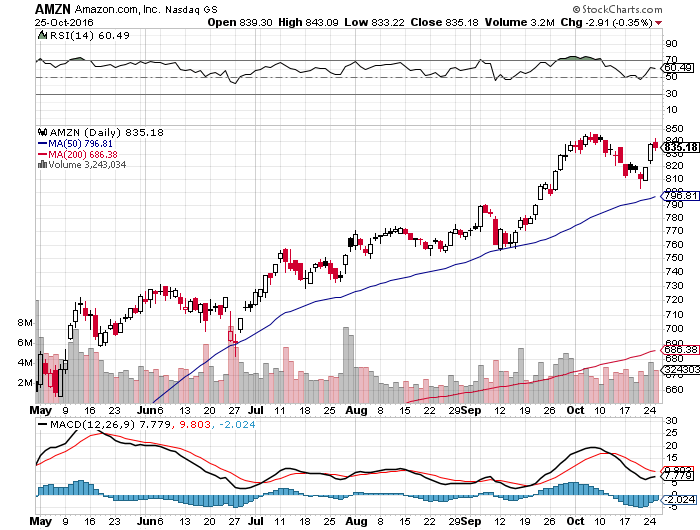 AMZN Amazon.com, Inc. Nasdaq GS © StockCharts.com
25-Oct-2016 Open 839.30 High 843.09 Low 833.22 Close 835.18 Volume 3.2M Chg -2.91 (-0.35%)
RSI(14) 60.49
90
70
60.49
50
30
10
AMZN (Daily) 835.18
MA(50) 796.81
MA(200) 686.38
Volume 3,243,034
850
835.18
830
820
810
796.81
790
780
770
760
750
740
730
720
710
700
690
686.38
680
670
660
8M
6M
4M
2M
May 9 16 23 Jun 6 13 20 27 Jul 11 18 25 Aug 8 15 22 29 Sep 12 19 26 Oct 10 17 24
MACD(12,26,9) 7.779, 9.803, -2.024
30
25
20
15
9.803
7.779
-2.024
-5
May 9 16 23 Jun 6 13 20 27 Jul 11 18 25 Aug 8 15 22 29 Sep 12 19 26 Oct 10 17 24